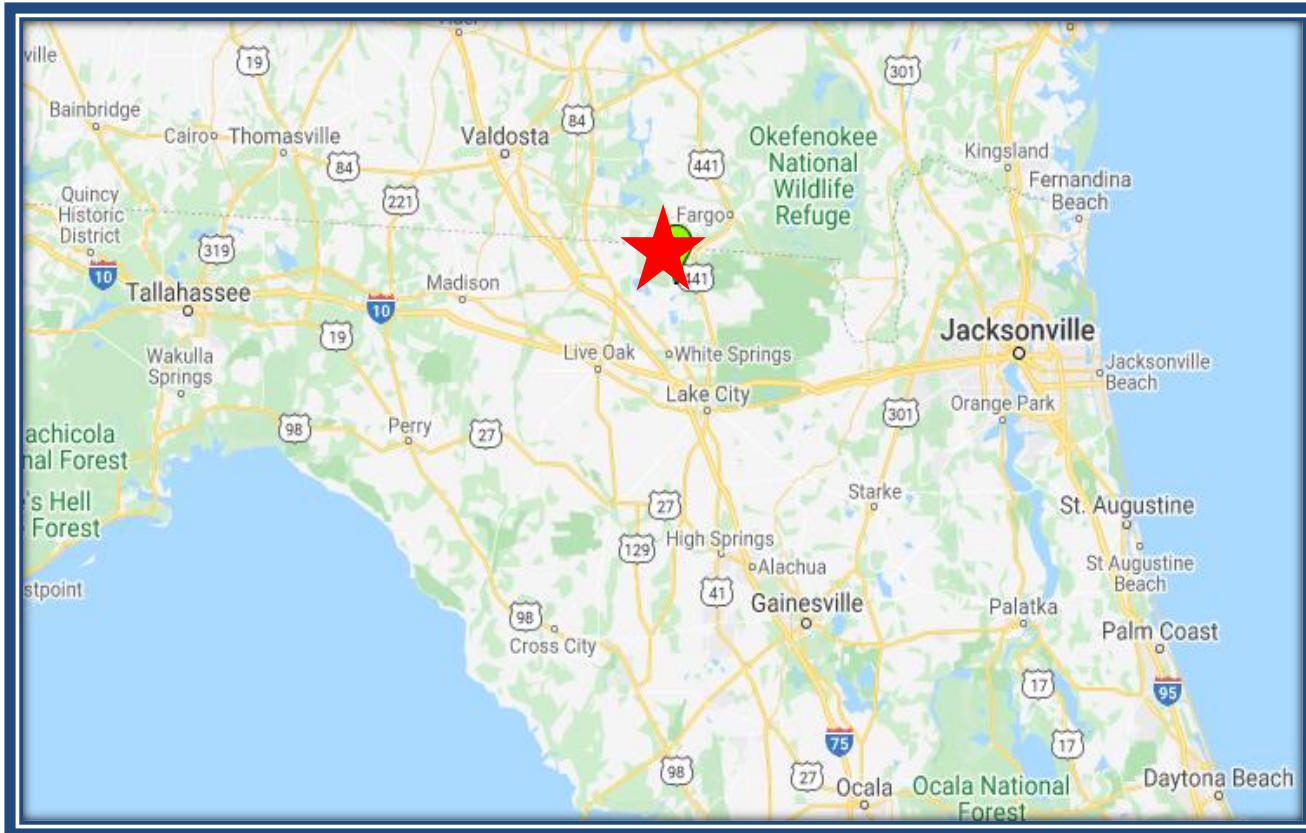 ville
19
301
Bainbridge
Cairo
Thomasville
84
Valdosta
84
441
Okefenokee
National
Wildlife
Refuge
Kingsland
Fernandina
Beach
Quincy
Historic
District
221
Fargo
319
10
441
Tallahassee
Madison
10
19
Jacksonville
Wakulla
Springs
Live Oak
White Springs
Jacksonville
Beach
Lake City
301
Orange Park
98
Perry
27
achicola
nal Forest
's Hell
Forest
27
Starke
St. Augustine
129
High Springs
Alachua
St Augustine
Beach
stpoint
41
Gainesville
Palatka
98
Cross City
Palm Coast
17
95
75
17
98
27
Ocala
Ocala National
Forest
Daytona Beach